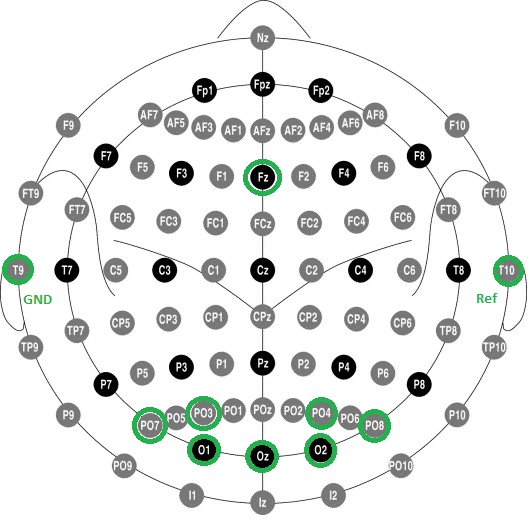 Nz
Fp1 Fpz Fp2
AF7 AF5 AF3 AF1 AFz AF2 AF4 AF6 AF8
F9 F10
F7 F5 F3 F1 Fz F2 F4 F6 F8
FT9 FT10
FT7 FC5 FC3 FC1 FCz FC2 FC4 FC6 FT8
T9 T7 C5 C3 C1 Cz C2 C4 C6 T8 T10
GND Ref
TP7 CP5 CP3 CP1 CPz CP2 CP4 CP6 TP8
TP9 TP10
P7 P5 P3 P1 Pz P2 P4 P6 P8
P9 P10
PO7 PO5 PO3 PO1 POz PO2 PO4 PO6 PO8
O1 Oz O2
PO9 PO10
I1 Iz I2